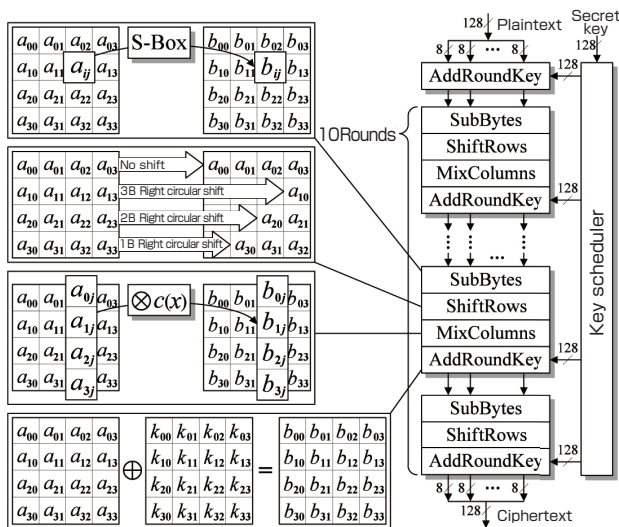 a00 a01 a02 a03
a10 a11 aij a13
a20 a21 a22 a23
a30 a31 a32 a33
S-Box
b00 b01 b02 b03
b10 b11 bij
b20 b21 b22 b23
b30 b31 b32 b33
a00 a01 a02 a03
a10 a11 a12 a13
a20 a21 a22 a23
a30 a31 a32 a33
No shift
3B Right circular shift
2B Right circular shift
1B Right circular shift
a00 a01 a02 a03
a10
a20 a21
a30 a31 a32
a00 a01 a0j a03
a10 a11 a1j a13
a20 a21 a2j a23
a30 a31 a3j a33
⊗c(x)
b00 b01 b0j b03
b10 b11 b1j b13
b20 b21 b2j b23
b30 b31 b3j b33
a00 a01 a02 a03
a10 a11 a12 a13
a20 a21 a22 a23
a30 a31 a32 a33
⊕
k00 k01 k02 k03
k10 k11 k12 k13
k20 k21 k22 k23
k30 k31 k32 k33
=
b00 b01 b02 b03
b10 b11 b12 b13
b20 b21 b22 b23
b30 b31 b32 b33
128 Plaintext
Secret key
128
8 8 ... 8
AddRoundKey
128
10Rounds
SubBytes
ShiftRows
MixColumns
AddRoundKey
128
...
SubBytes
ShiftRows
MixColumns
AddRoundKey
128
...
SubBytes
ShiftRows
AddRoundKey
128
8 8 ... 8
128 Ciphertext
Key scheduler